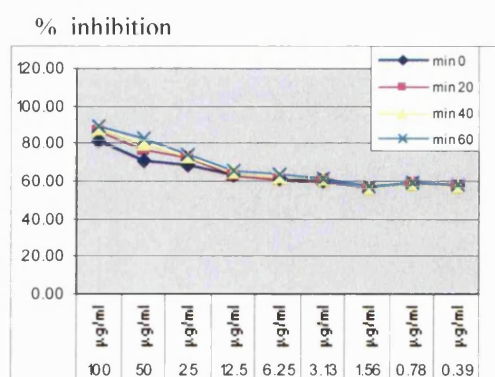 % inhibition
min 0
min 20
min 40
min 60
120.00
100.00
80.00
60.00
40.00
20.00
0.00
µg/ml µg/ml µg/ml µg/ml µg/ml µg/ml µg/ml µg/ml µg/ml
100 50 25 12.5 6.25 3.13 1.56 0.78 0.39